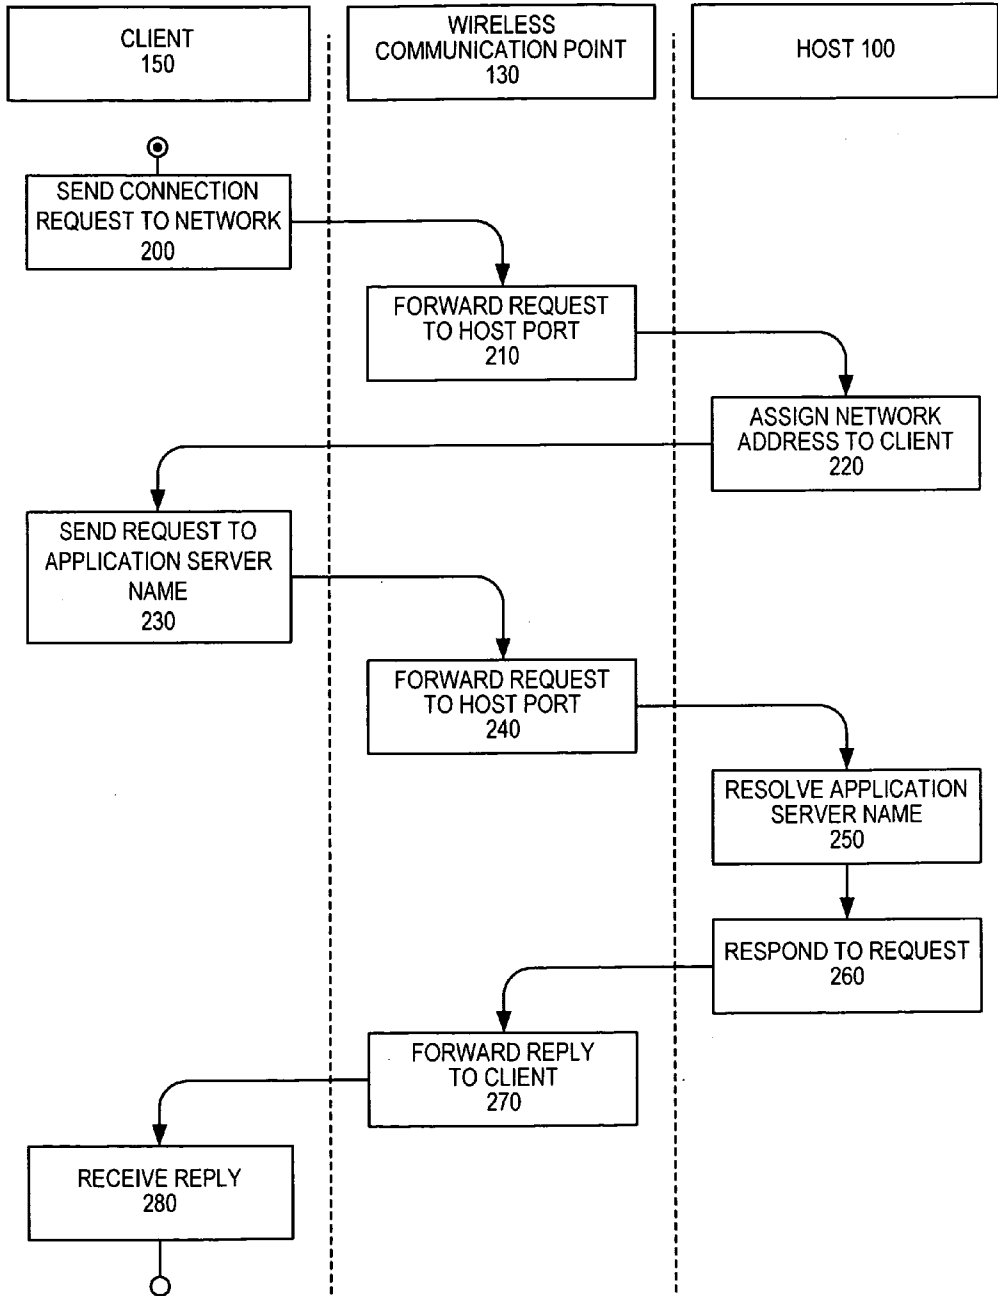 CLIENT
150
WIRELESS
COMMUNICATION POINT
130
HOST 100
SEND CONNECTION
REQUEST TO NETWORK
200
FORWARD REQUEST
TO HOST PORT
210
ASSIGN NETWORK
ADDRESS TO CLIENT
220
SEND REQUEST TO
APPLICATION SERVER
NAME
230
FORWARD REQUEST
TO HOST PORT
240
RESOLVE APPLICATION
SERVER NAME
250
RESPOND TO REQUEST
260
FORWARD REPLY
TO CLIENT
270
RECEIVE REPLY
280